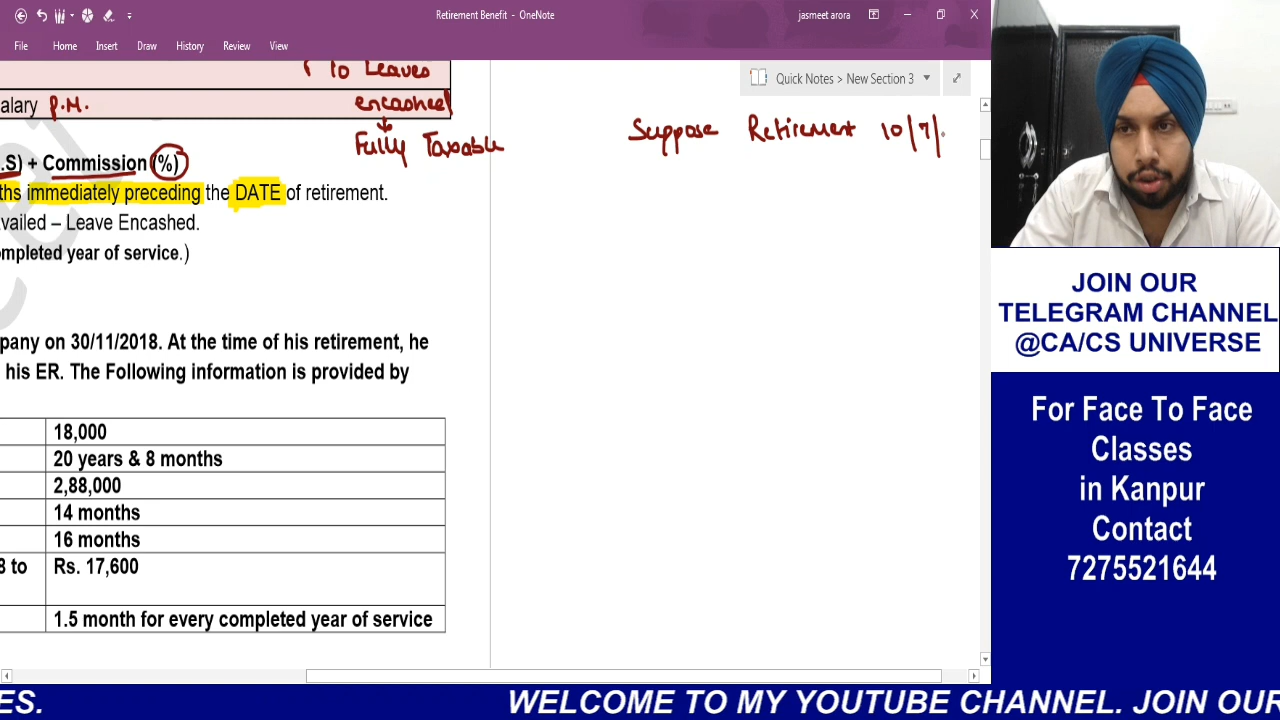 Retirement Benefit - OneNote
jasmeet arora
File Home Insert Draw History Review View
Quick Notes > New Section 3
To Leaves
alary P.M. encashed
Fully Taxable
Suppose Retirement 10/7/
.S) + Commission (%)
ths immediately preceding the DATE of retirement.
vailed – Leave Encashed.
mpleted year of service.)
pany on 30/11/2018. At the time of his retirement, he
his ER. The Following information is provided by
18,000
20 years & 8 months
2,88,000
14 months
16 months
8 to Rs. 17,600
1.5 month for every completed year of service
JOIN OUR
TELEGRAM CHANNEL
@CA/CS UNIVERSE
For Face To Face
Classes
in Kanpur
Contact
7275521644
ES. WELCOME TO MY YOUTUBE CHANNEL. JOIN OUR